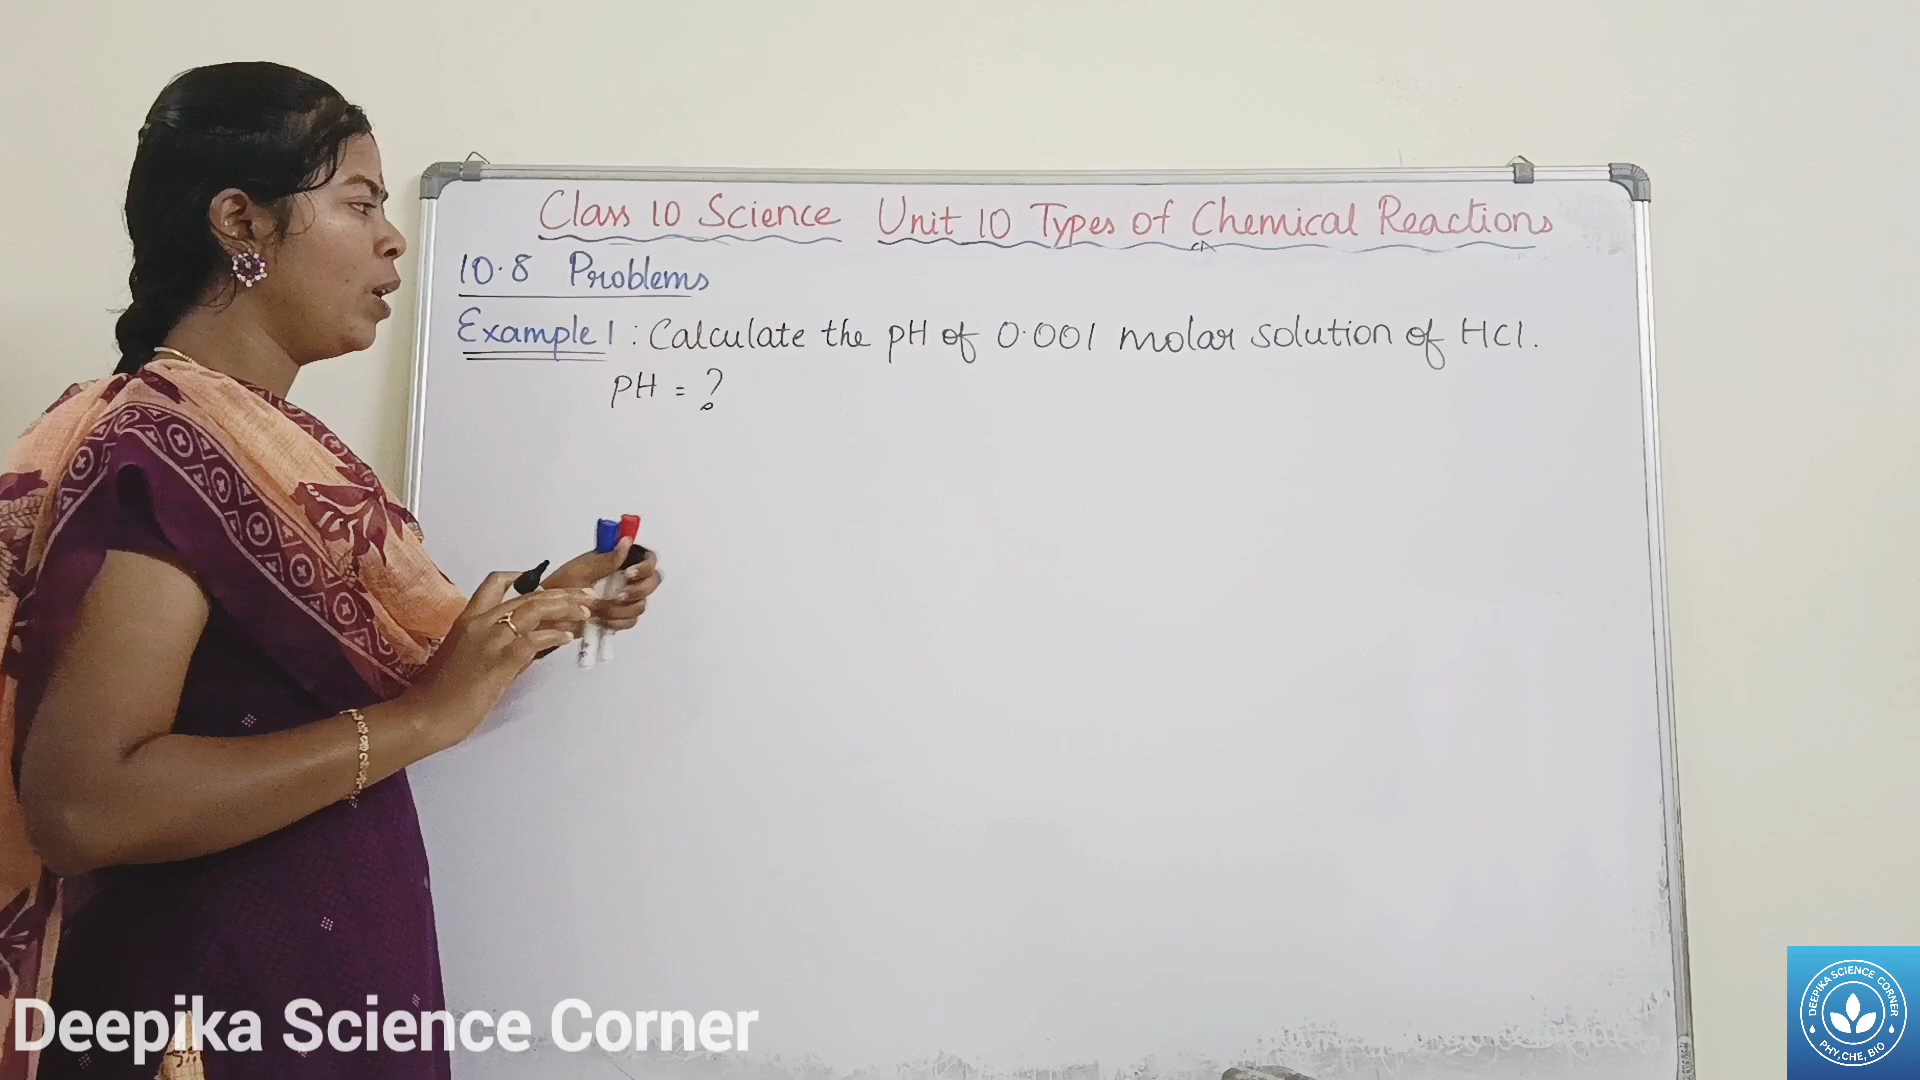 Class 10 Science Unit 10 Types of Chemical Reactions
10.8 Problems
Example 1 : Calculate the pH of 0.001 molar solution of HCl.
pH = ?
Deepika Science Corner
DEEPIKA SCIENCE CORNER
PHY, CHE, BIO